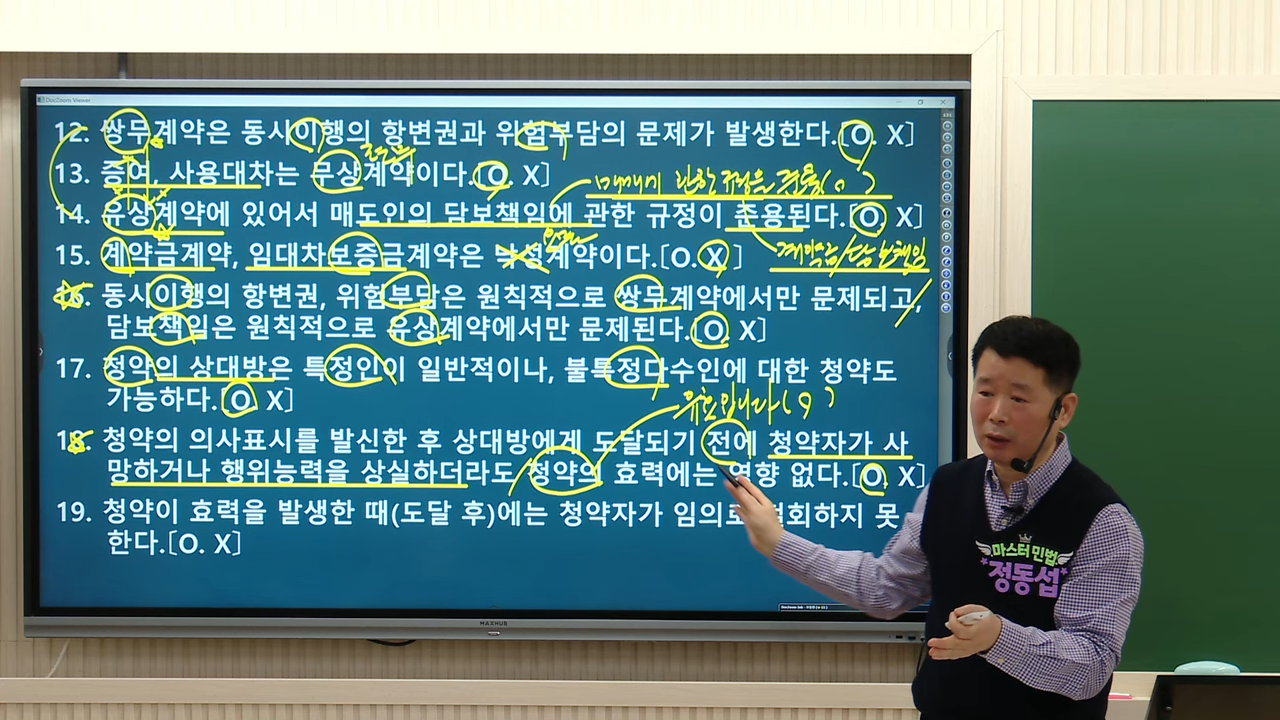 DocZoom Viewer
12. 쌍무계약은 동시이행의 항변권과 위험부담의 문제가 발생한다.[O. X]
13. 증여, 사용대차는 무상계약이다.[O. X]
매매에 관한 규정을 준용(o)
14. 유상계약에 있어서 매도인의 담보책임에 관한 규정이 준용된다.[O. X]
15. 계약금계약, 임대차보증금계약은 낙성계약이다.[O. X]
계약금/담보책임
16. 동시이행의 항변권, 위험부담은 원칙적으로 쌍무계약에서만 문제되고,
담보책임은 원칙적으로 유상계약에서만 문제된다.[O. X]
17. 청약의 상대방은 특정인이 일반적이나, 불특정다수인에 대한 청약도
가능하다. [O. X]
유효입니다(o)
18. 청약의 의사표시를 발신한 후 상대방에게 도달되기 전에 청약자가 사
망하거나 행위능력을 상실하더라도 청약의 효력에는 영향 없다.[O. X]
19. 청약이 효력을 발생한 때(도달 후)에는 청약자가 임의로 철회하지 못
한다.[O. X]
MAXHUB
마스터 민법
정동섭